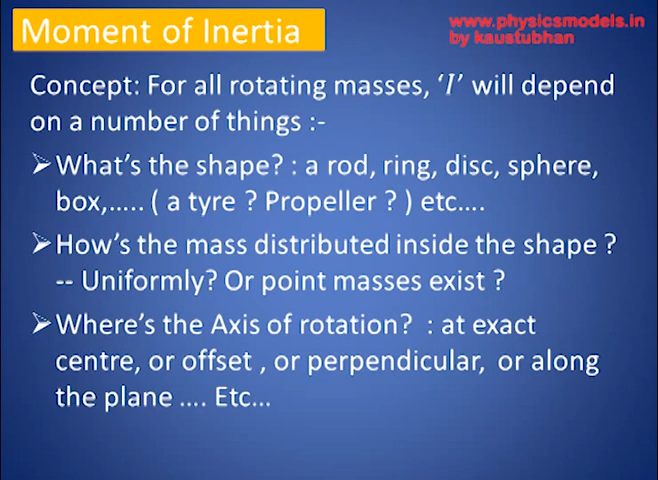 Moment of Inertia
www.physicsmodels.in
by kaustubhan
Concept: For all rotating masses, ‘I’ will depend
on a number of things :-
➢What’s the shape? : a rod, ring, disc, sphere,
box,..... ( a tyre ? Propeller ? ) etc....
➢How’s the mass distributed inside the shape ?
-- Uniformly? Or point masses exist ?
➢Where’s the Axis of rotation?  : at exact
centre, or offset , or perpendicular,  or along
the plane .... Etc...